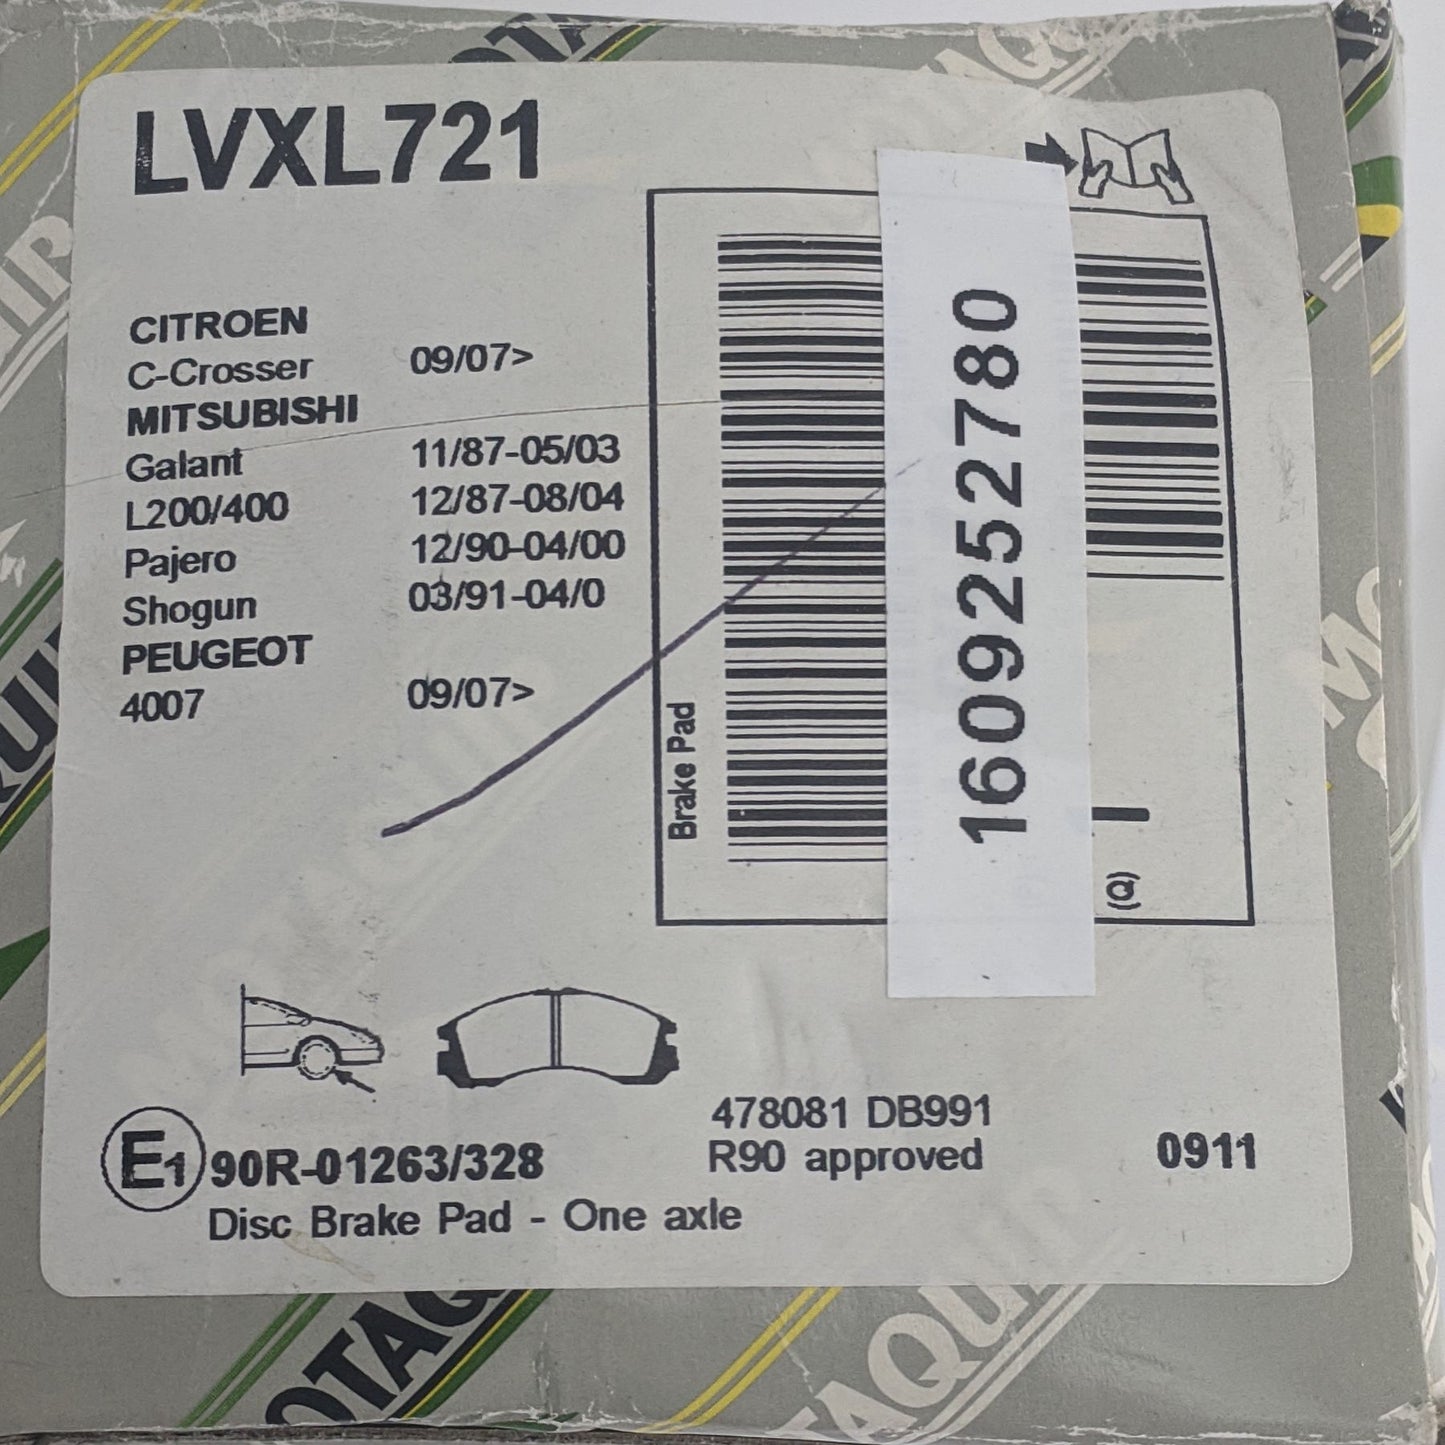 LVXL721
CITROEN
C-Crosser 09/07>
MITSUBISHI
Galant 11/87-05/03
L200/400 12/87-08/04
Pajero 12/90-04/00
Shogun 03/91-04/0
PEUGEOT
4007 09/07>
Brake Pad
1609252780
(Q)
478081 DB991
E1 90R-01263/328 R90 approved 0911
Disc Brake Pad - One axle